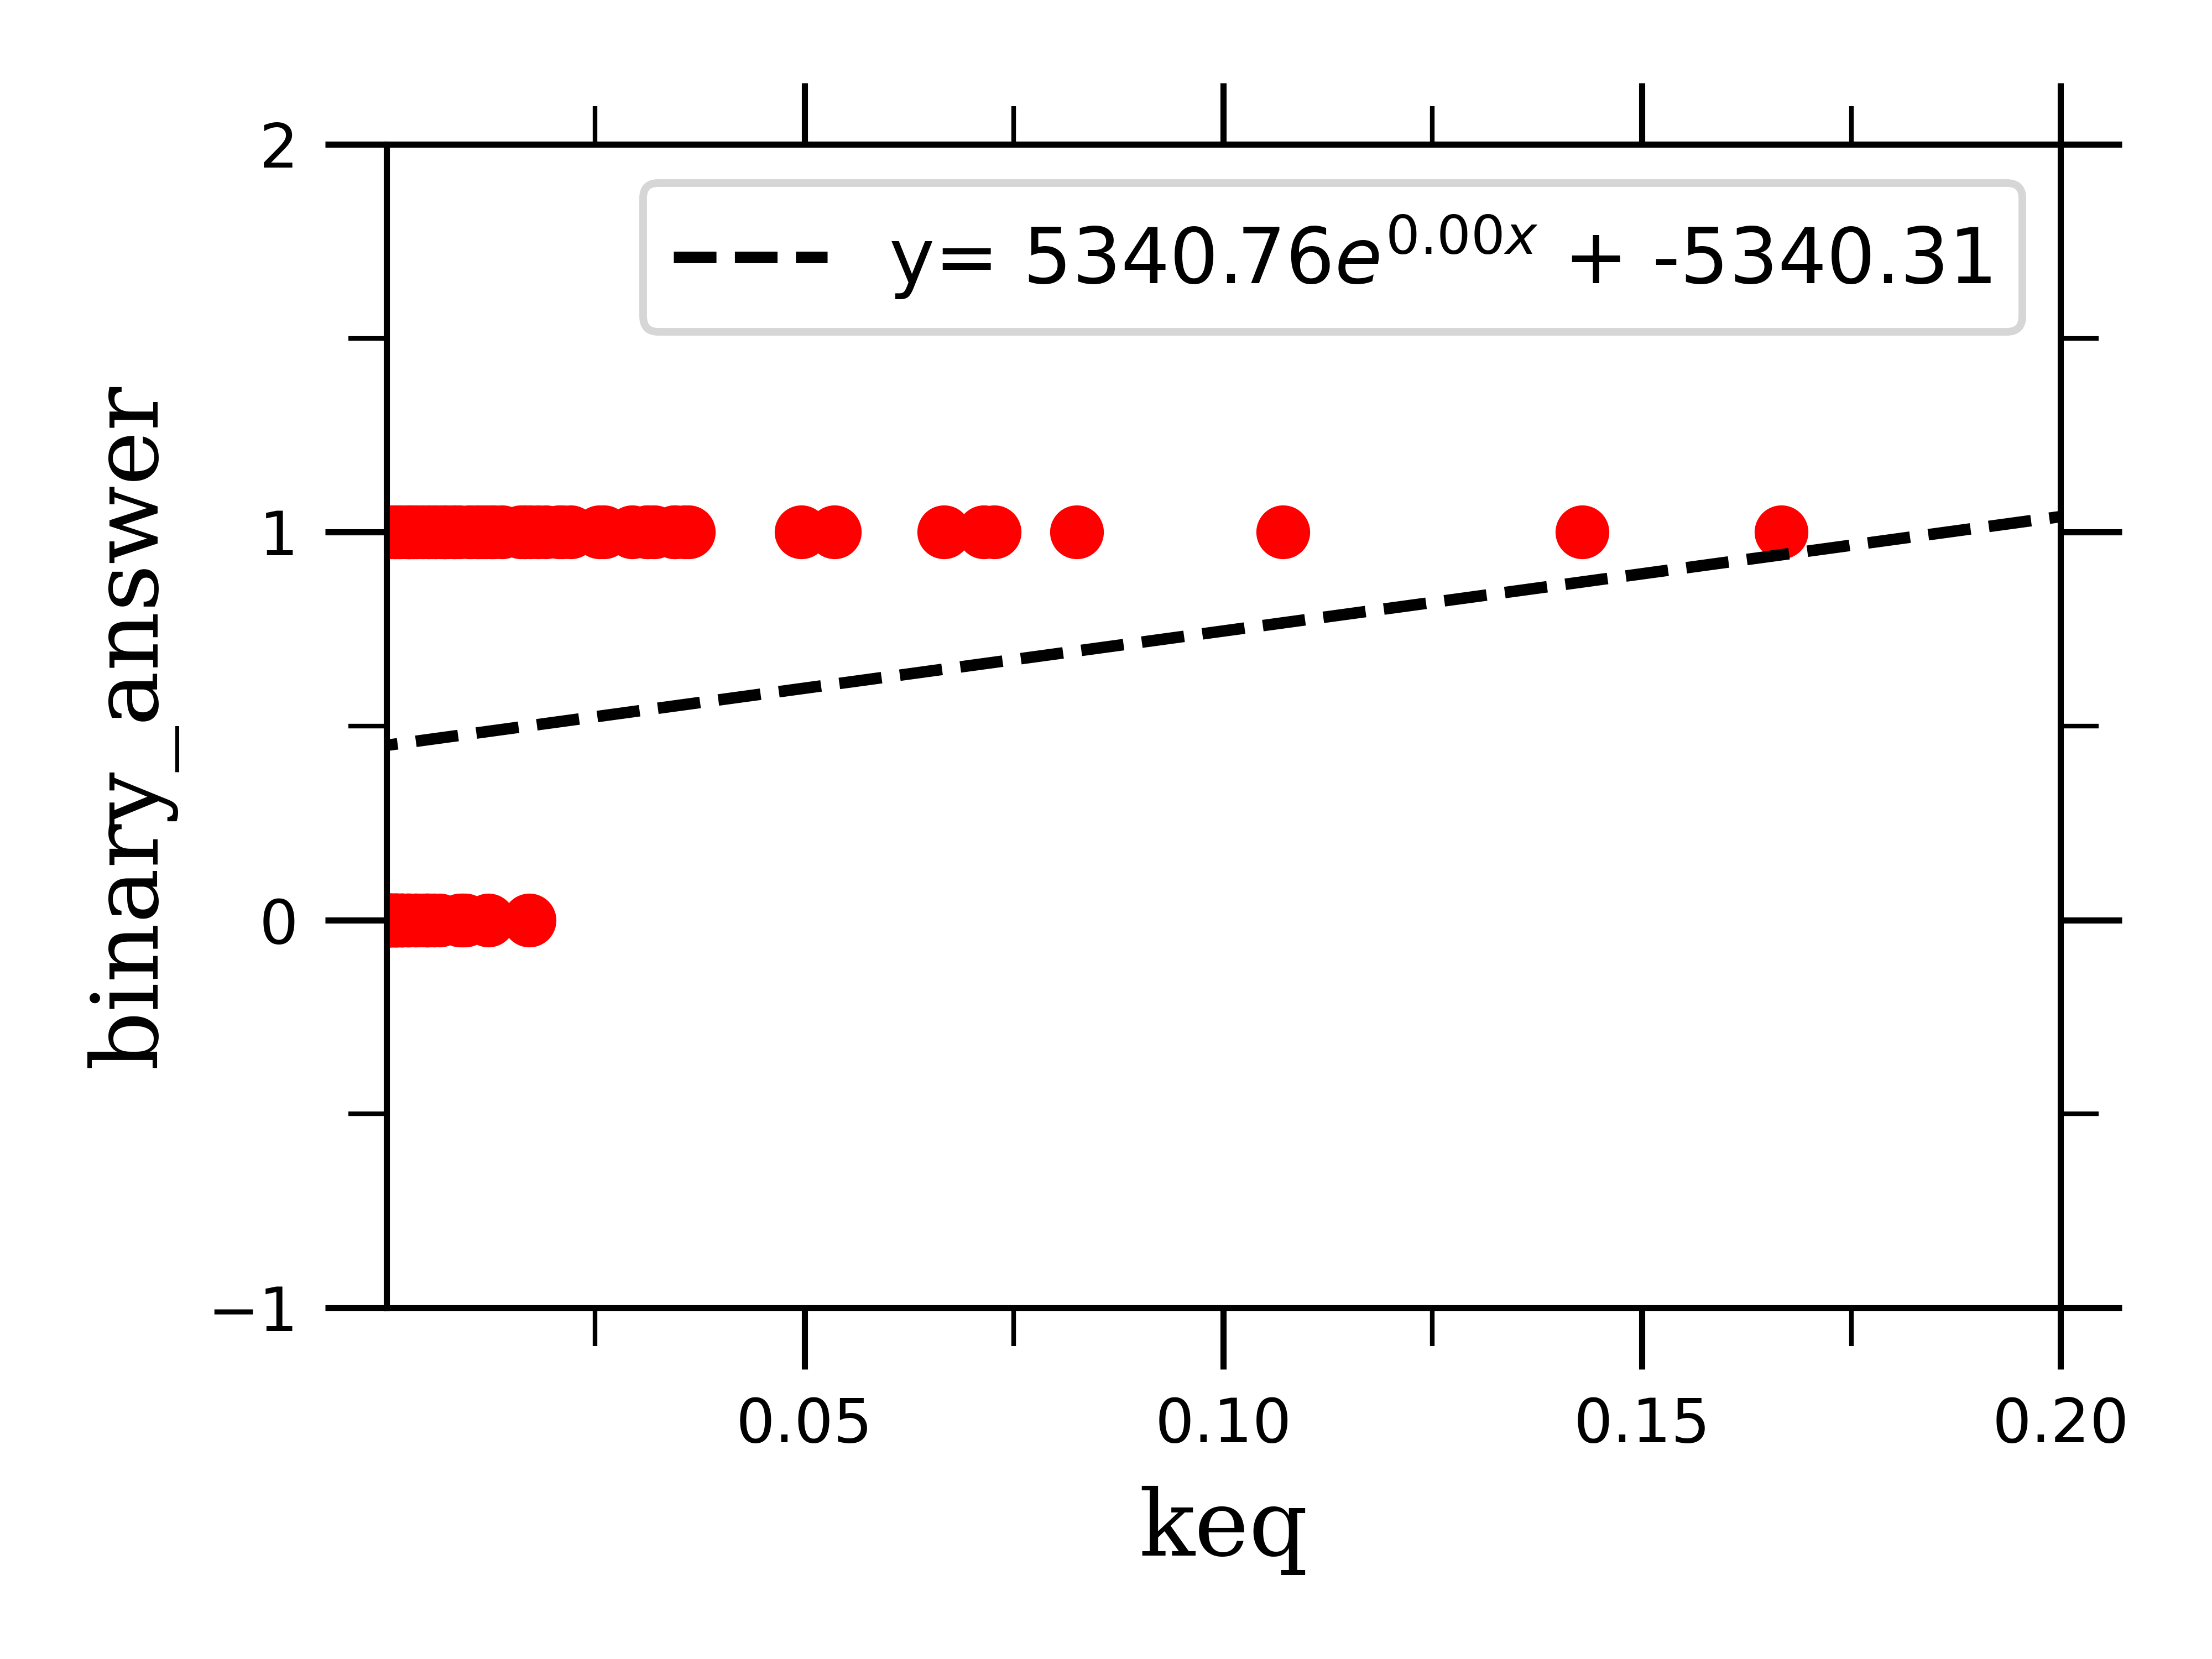 2
y= 5340.76e^{0.00x} + -5340.31
1
binary_answer
0
−1
0.05 0.10 0.15 0.20
keq